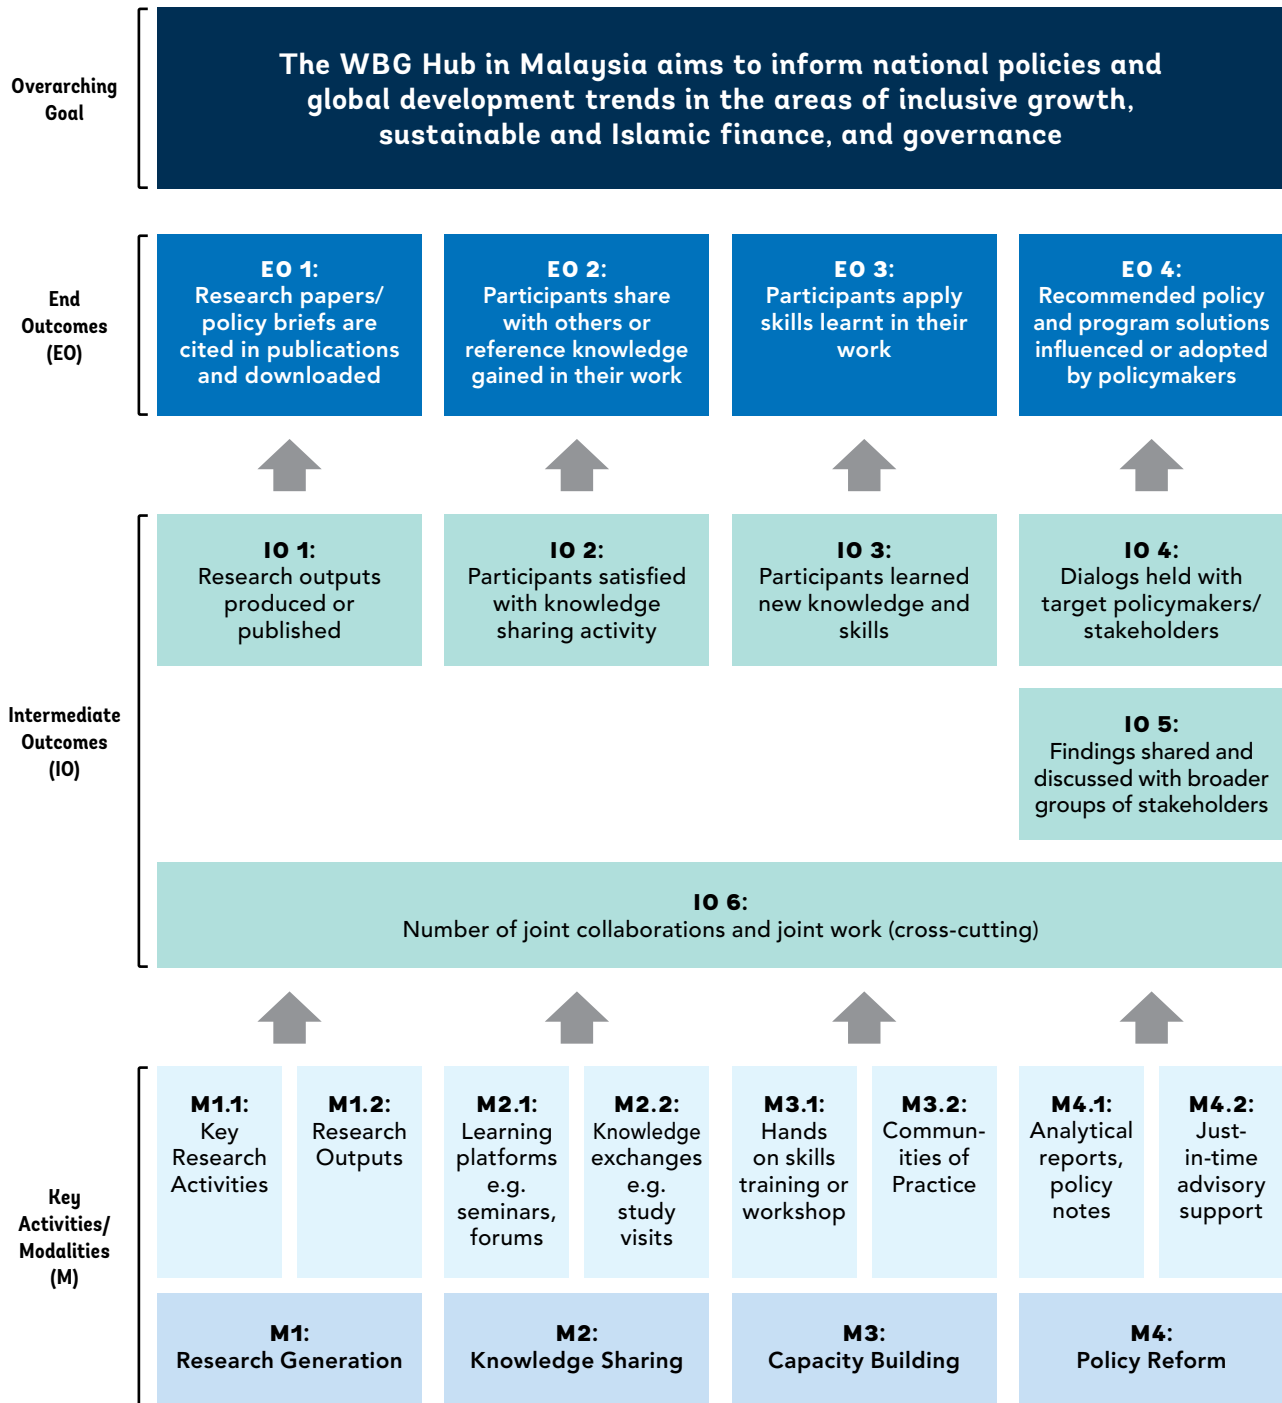 Overarching
Goal
The WBG Hub in Malaysia aims to inform national policies and
global development trends in the areas of inclusive growth,
sustainable and Islamic finance, and governance
End
Outcomes
(EO)
EO 1:
Research papers/
policy briefs are
cited in publications
and downloaded
EO 2:
Participants share
with others or
reference knowledge
gained in their work
EO 3:
Participants apply
skills learnt in their
work
EO 4:
Recommended policy
and program solutions
influenced or adopted
by policymakers
Intermediate
Outcomes
(IO)
IO 1:
Research outputs
produced or
published
IO 2:
Participants satisfied
with knowledge
sharing activity
IO 3:
Participants learned
new knowledge and
skills
IO 4:
Dialogs held with
target policymakers/
stakeholders
IO 5:
Findings shared and
discussed with broader
groups of stakeholders
IO 6:
Number of joint collaborations and joint work (cross-cutting)
Key
Activities/
Modalities
(M)
M1.1:
Key
Research
Activities
M1.2:
Research
Outputs
M2.1:
Learning
platforms
e.g.
seminars,
forums
M2.2:
Knowledge
exchanges
e.g.
study
visits
M3.1:
Hands
on skills
training or
workshop
M3.2:
Commun-
ities of
Practice
M4.1:
Analytical
reports,
policy
notes
M4.2:
Just-
in-time
advisory
support
M1:
Research Generation
M2:
Knowledge Sharing
M3:
Capacity Building
M4:
Policy Reform